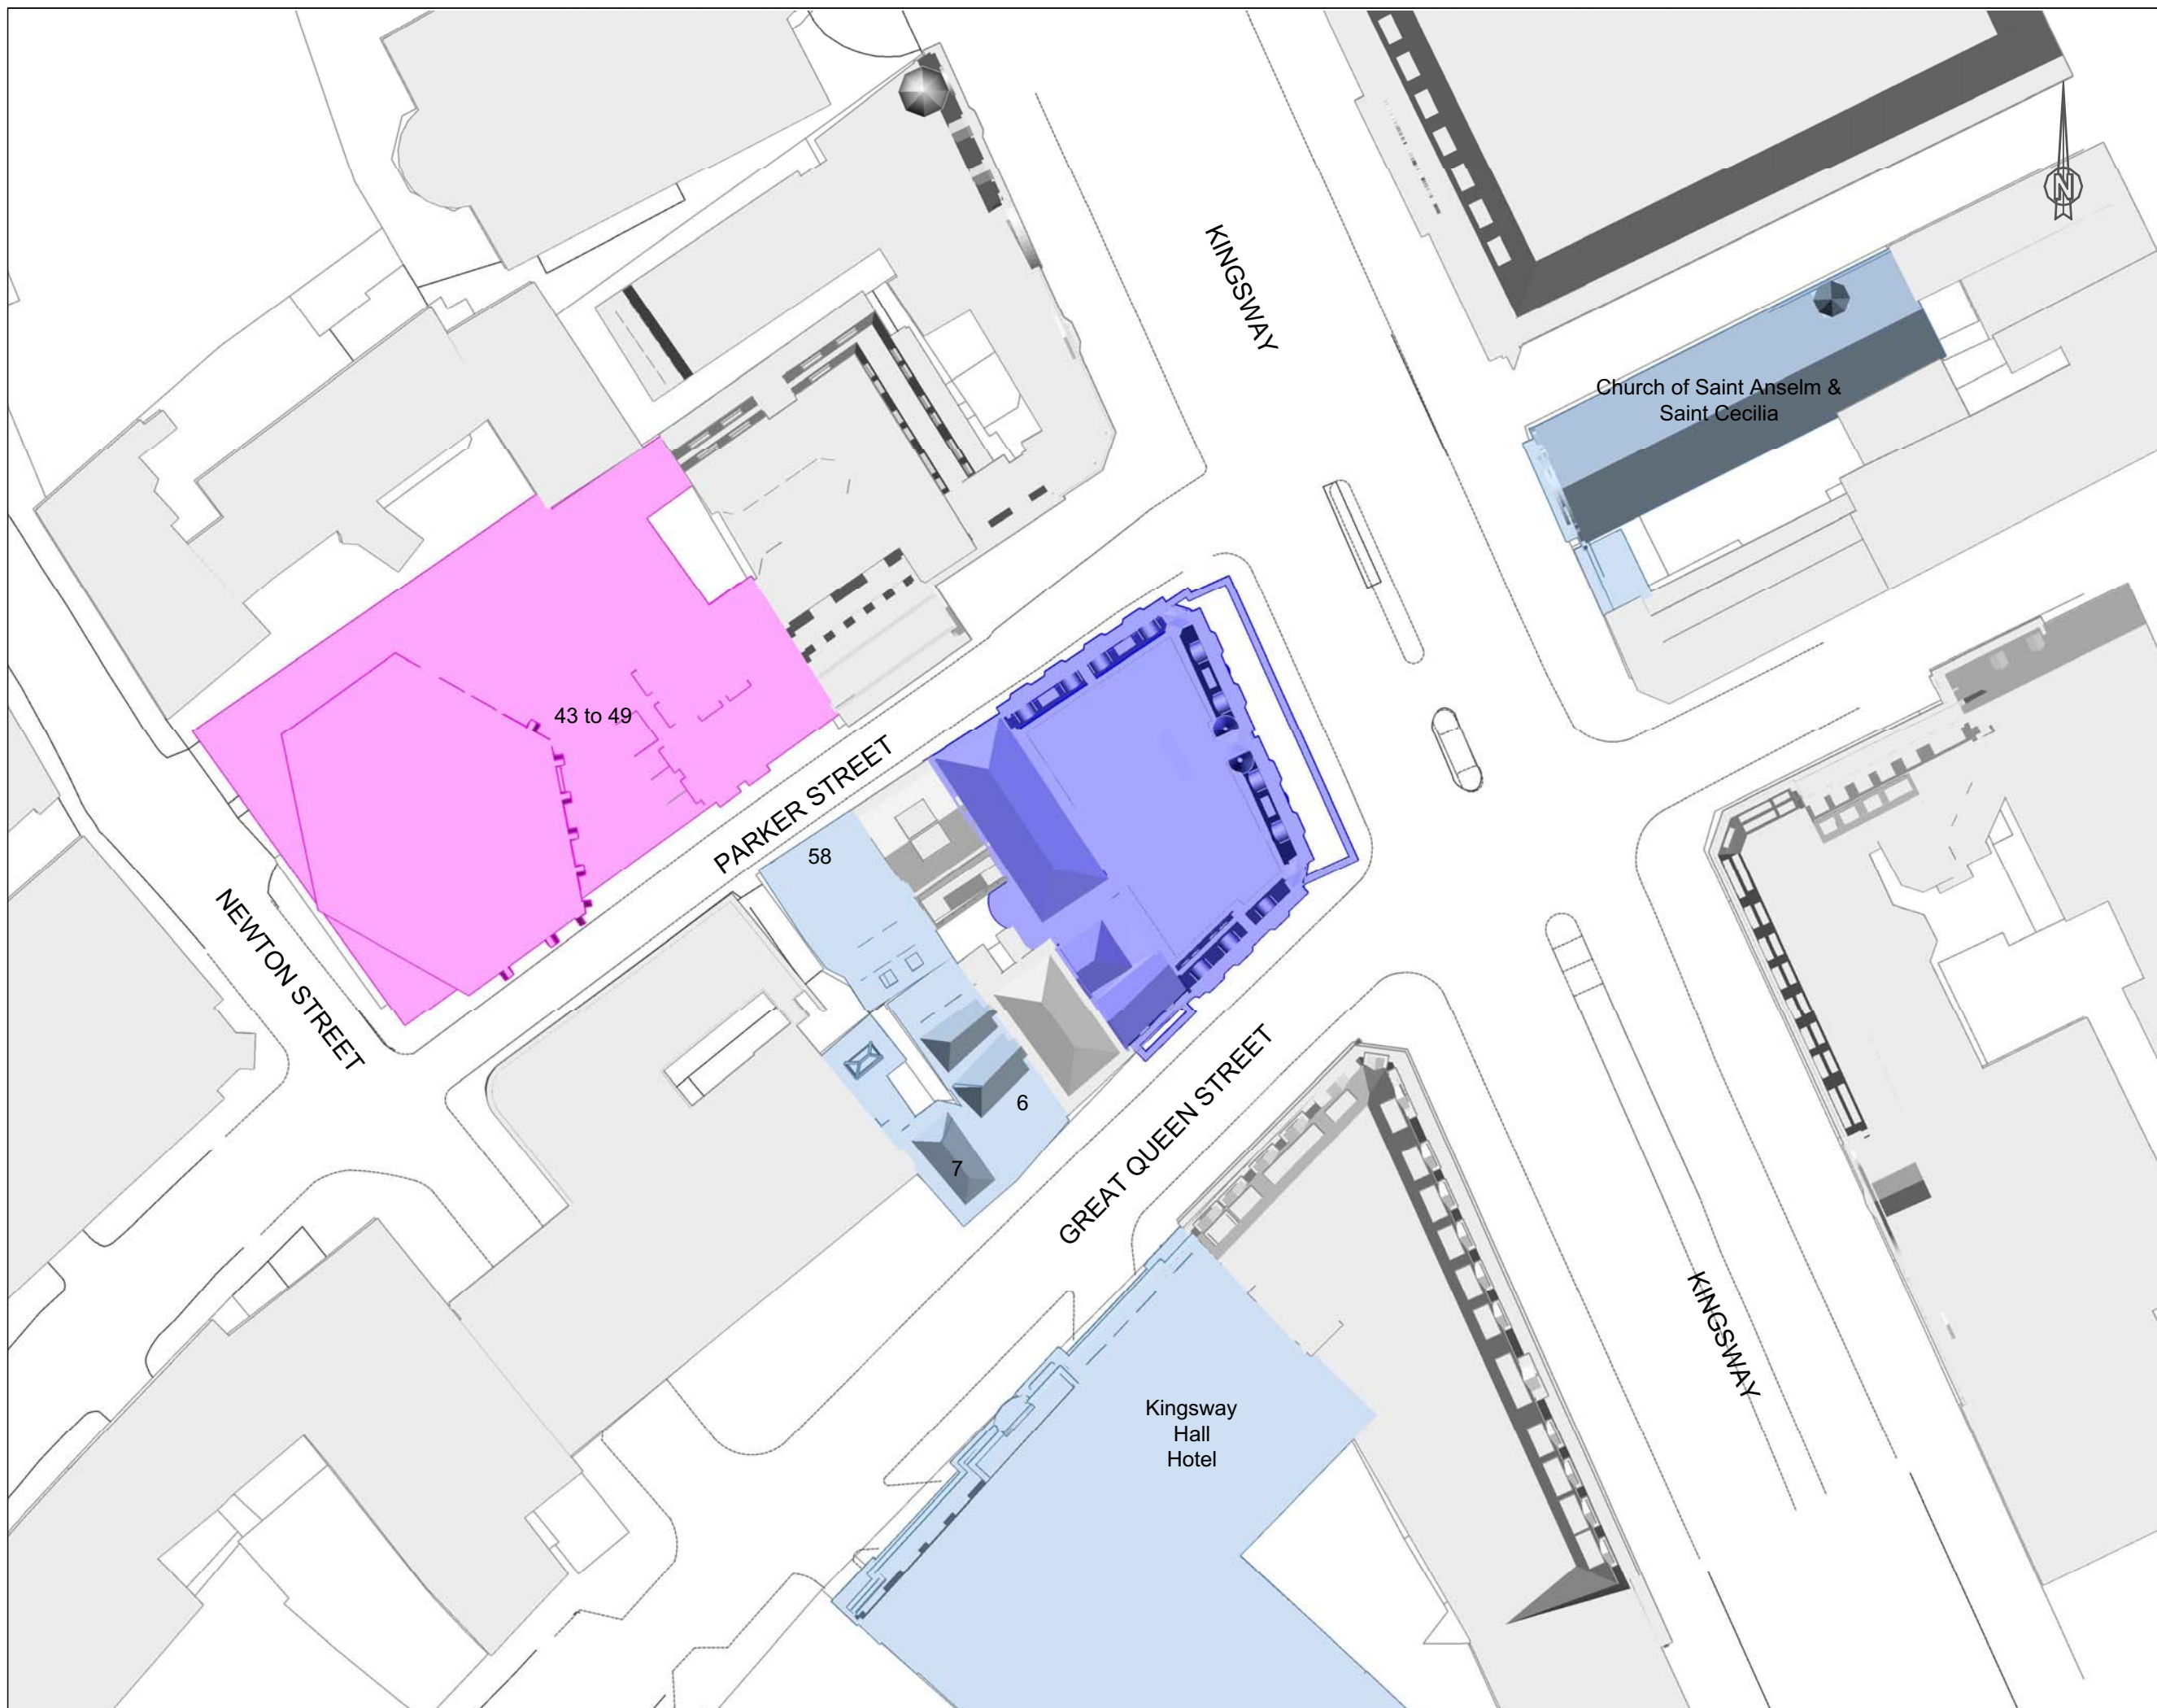 N
KINGSWAY
Church of Saint Anselm &
Saint Cecilia
43 to 49
PARKER STREET
58
NEWTON STREET
6
7
GREAT QUEEN STREET
KINGSWAY
Kingsway
Hall
Hotel